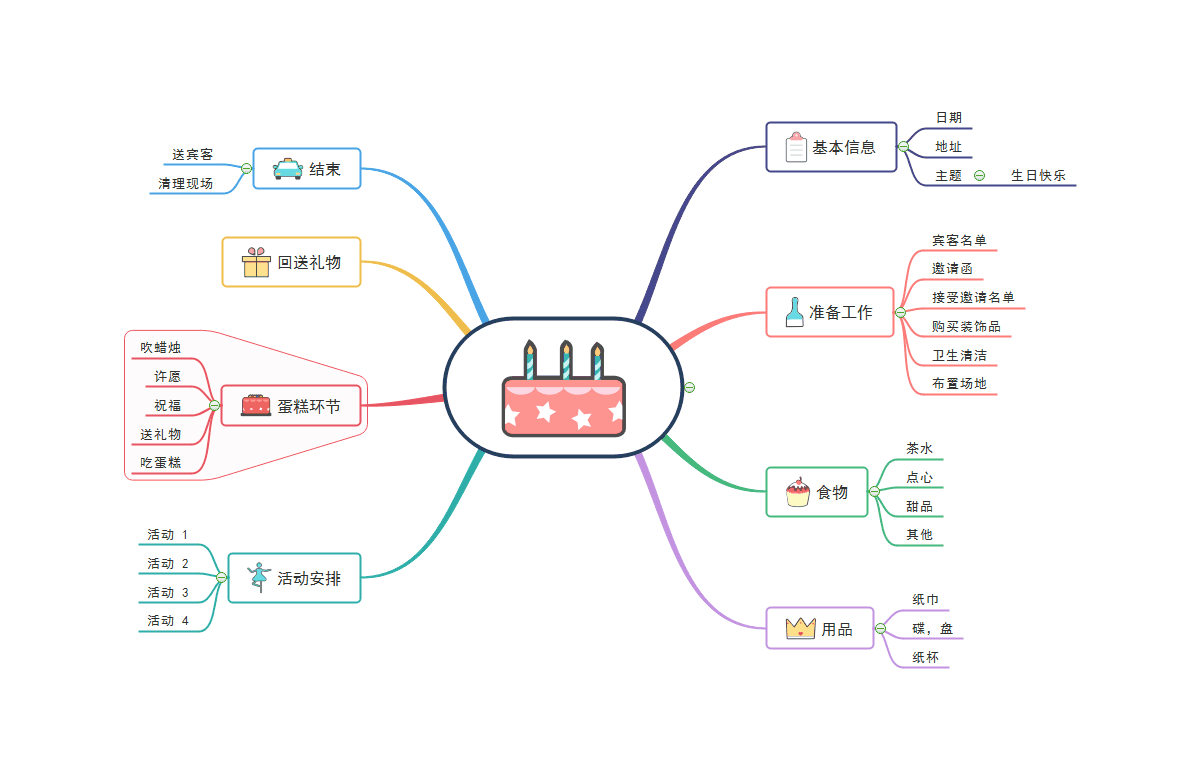 基本信息
日期
地址
主题
生日快乐
准备工作
宾客名单
邀请函
接受邀请名单
购买装饰品
卫生清洁
布置场地
食物
茶水
点心
甜品
其他
用品
纸巾
碟，盘
纸杯
结束
送宾客
清理现场
回送礼物
蛋糕环节
吹蜡烛
许愿
祝福
送礼物
吃蛋糕
活动安排
活动 1
活动 2
活动 3
活动 4